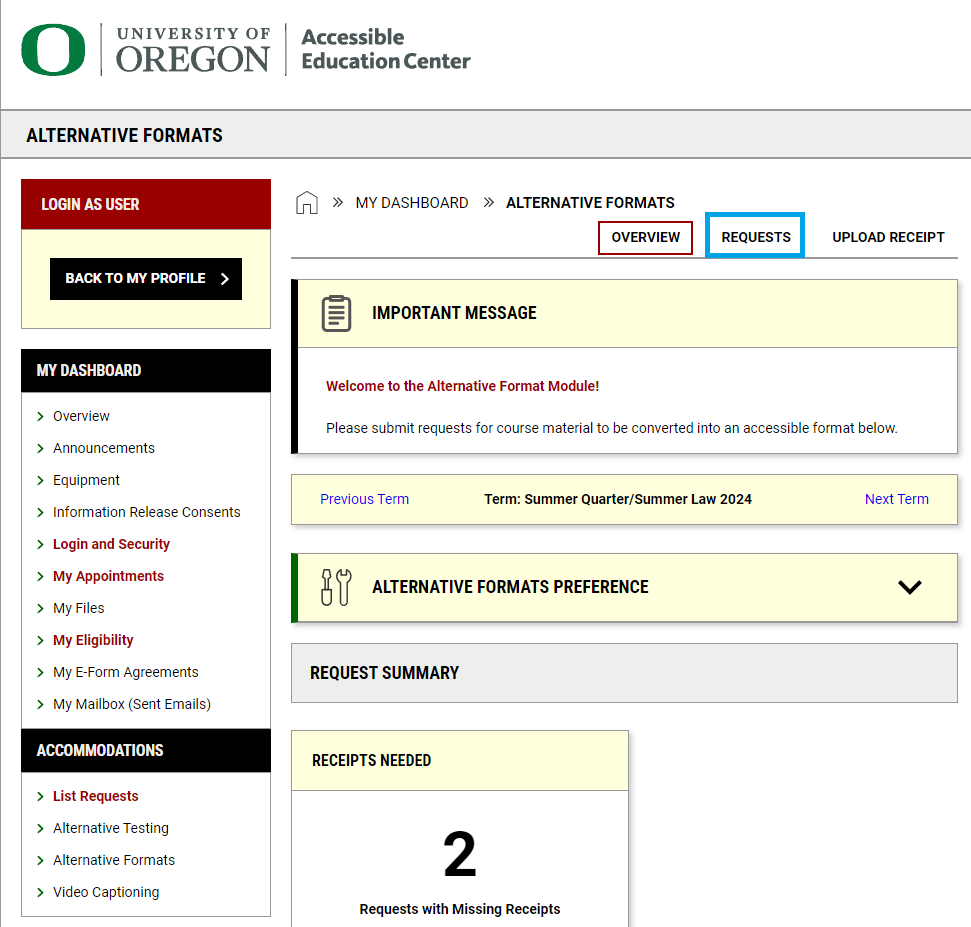 UNIVERSITY OF
OREGON
Accessible
Education Center
ALTERNATIVE FORMATS
LOGIN AS USER
BACK TO MY PROFILE
MY DASHBOARD
Overview
Announcements
Equipment
Information Release Consents
Login and Security
My Appointments
My Files
My Eligibility
My E-Form Agreements
My Mailbox (Sent Emails)
ACCOMMODATIONS
List Requests
Alternative Testing
Alternative Formats
Video Captioning
MY DASHBOARD ALTERNATIVE FORMATS
OVERVIEW REQUESTS UPLOAD RECEIPT
IMPORTANT MESSAGE
Welcome to the Alternative Format Module!
Please submit requests for course material to be converted into an accessible format below.
Previous Term Term: Summer Quarter/Summer Law 2024 Next Term
ALTERNATIVE FORMATS PREFERENCE
REQUEST SUMMARY
RECEIPTS NEEDED
2
Requests with Missing Receipts